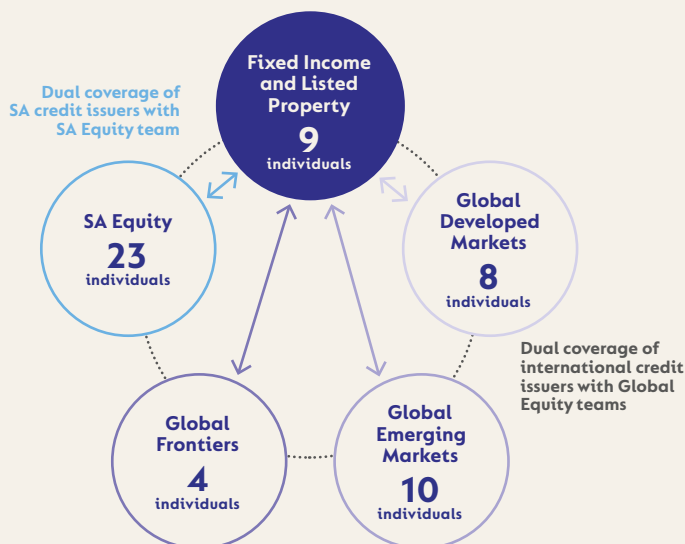 Fixed Income
and Listed
Property
9
individuals
Dual coverage of
SA credit issuers with
SA Equity team
SA Equity
23
individuals
Global
Developed
Markets
8
individuals
Dual coverage of
international credit
issuers with Global
Equity teams
Global
Frontiers
4
individuals
Global
Emerging
Markets
10
individuals